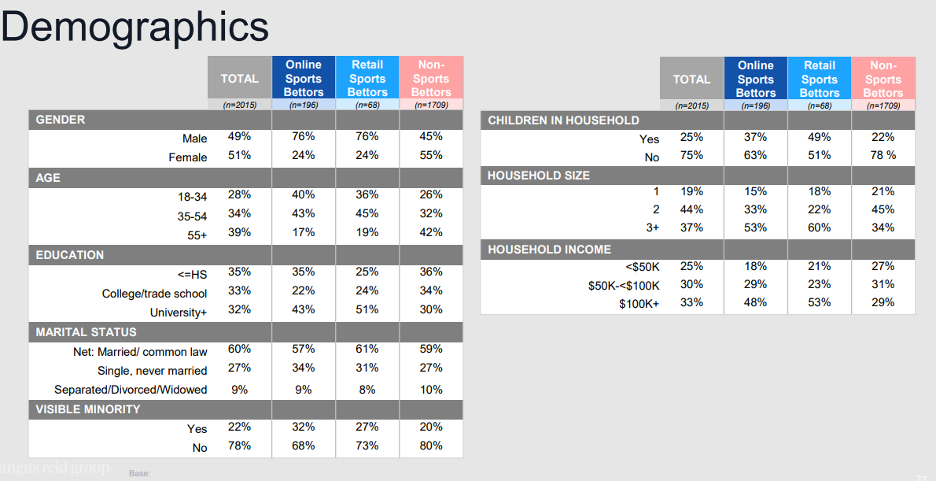 Demographics
TOTAL Online Sports Bettors Retail Sports Bettors Non-Sports Bettors
(n=2015) (n=196) (n=68) (n=1709)
GENDER
Male 49% 76% 76% 45%
Female 51% 24% 24% 55%
AGE
18-34 28% 40% 36% 26%
35-54 34% 43% 45% 32%
55+ 39% 17% 19% 42%
EDUCATION
<=HS 35% 35% 25% 36%
College/trade school 33% 22% 24% 34%
University+ 32% 43% 51% 30%
MARITAL STATUS
Net: Married/ common law 60% 57% 61% 59%
Single, never married 27% 34% 31% 27%
Separated/Divorced/Widowed 9% 9% 8% 10%
VISIBLE MINORITY
Yes 22% 32% 27% 20%
No 78% 68% 73% 80%
TOTAL Online Sports Bettors Retail Sports Bettors Non-Sports Bettors
(n=2015) (n=196) (n=68) (n=1709)
CHILDREN IN HOUSEHOLD
Yes 25% 37% 49% 22%
No 75% 63% 51% 78 %
HOUSEHOLD SIZE
1 19% 15% 18% 21%
2 44% 33% 22% 45%
3+ 37% 53% 60% 34%
HOUSEHOLD INCOME
<$50K 25% 18% 21% 27%
$50K-<$100K 30% 29% 23% 31%
$100K+ 33% 48% 53% 29%
angus reid group
Base: